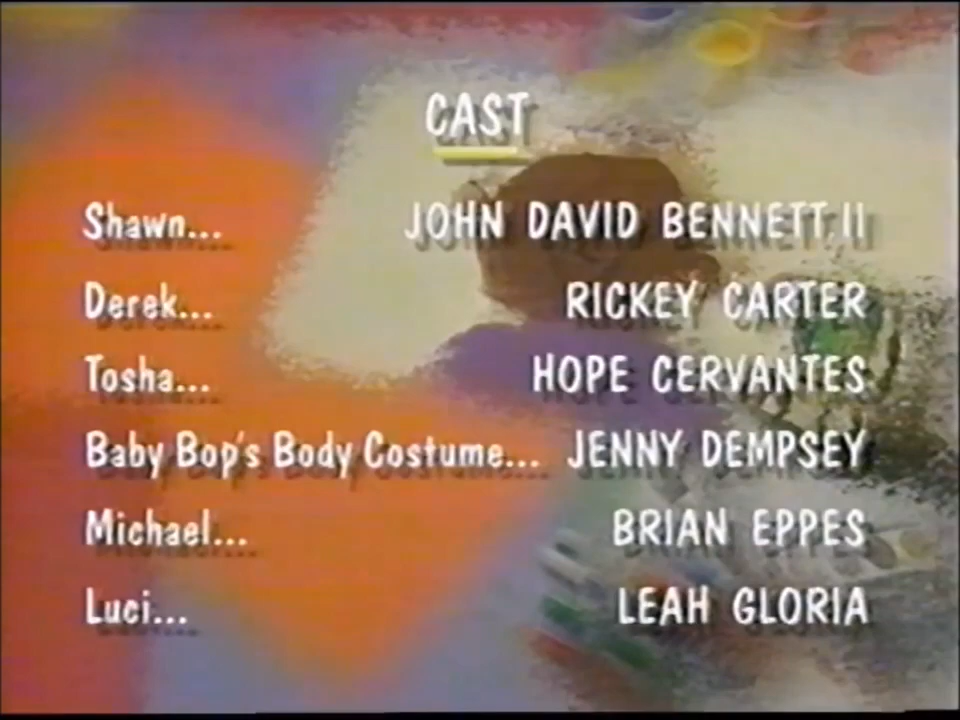 CAST
Shawn... JOHN DAVID BENNETT II
Derek... RICKEY CARTER
Tosha... HOPE CERVANTES
Baby Bop's Body Costume... JENNY DEMPSEY
Michael... BRIAN EPPES
Luci... LEAH GLORIA